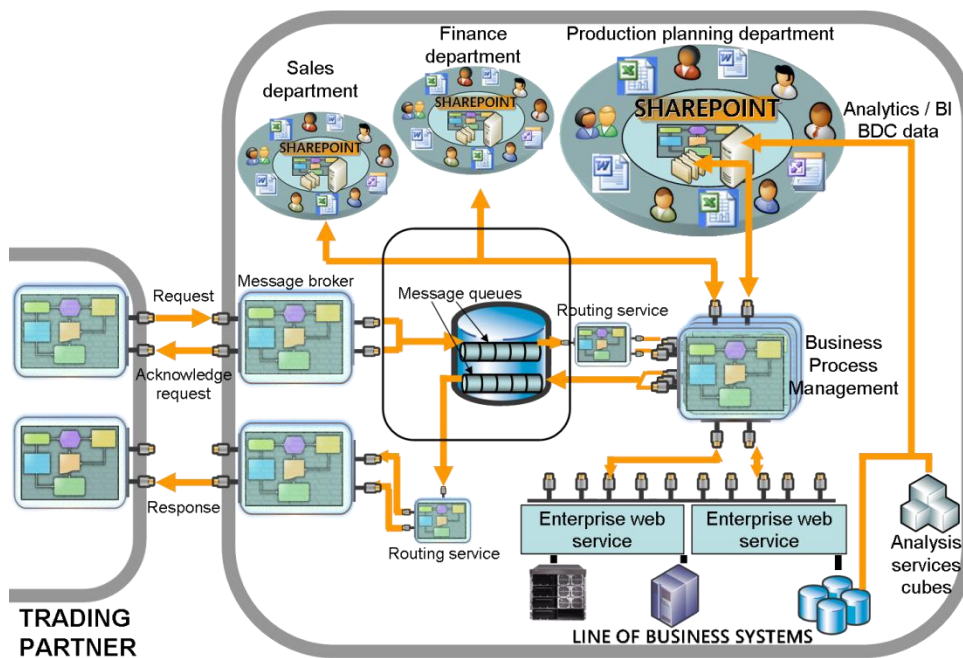 Sales
department
Finance
department
Production planning department
SHAREPOINT
SHAREPOINT
SHAREPOINT
Analytics / BI
BDC data
Request
Message broker
Message queues
Routing service
Business
Process
Management
Acknowledge
request
Response
Routing service
Enterprise web
service
Enterprise web
service
Analysis
services
cubes
LINE OF BUSINESS SYSTEMS
TRADING
PARTNER